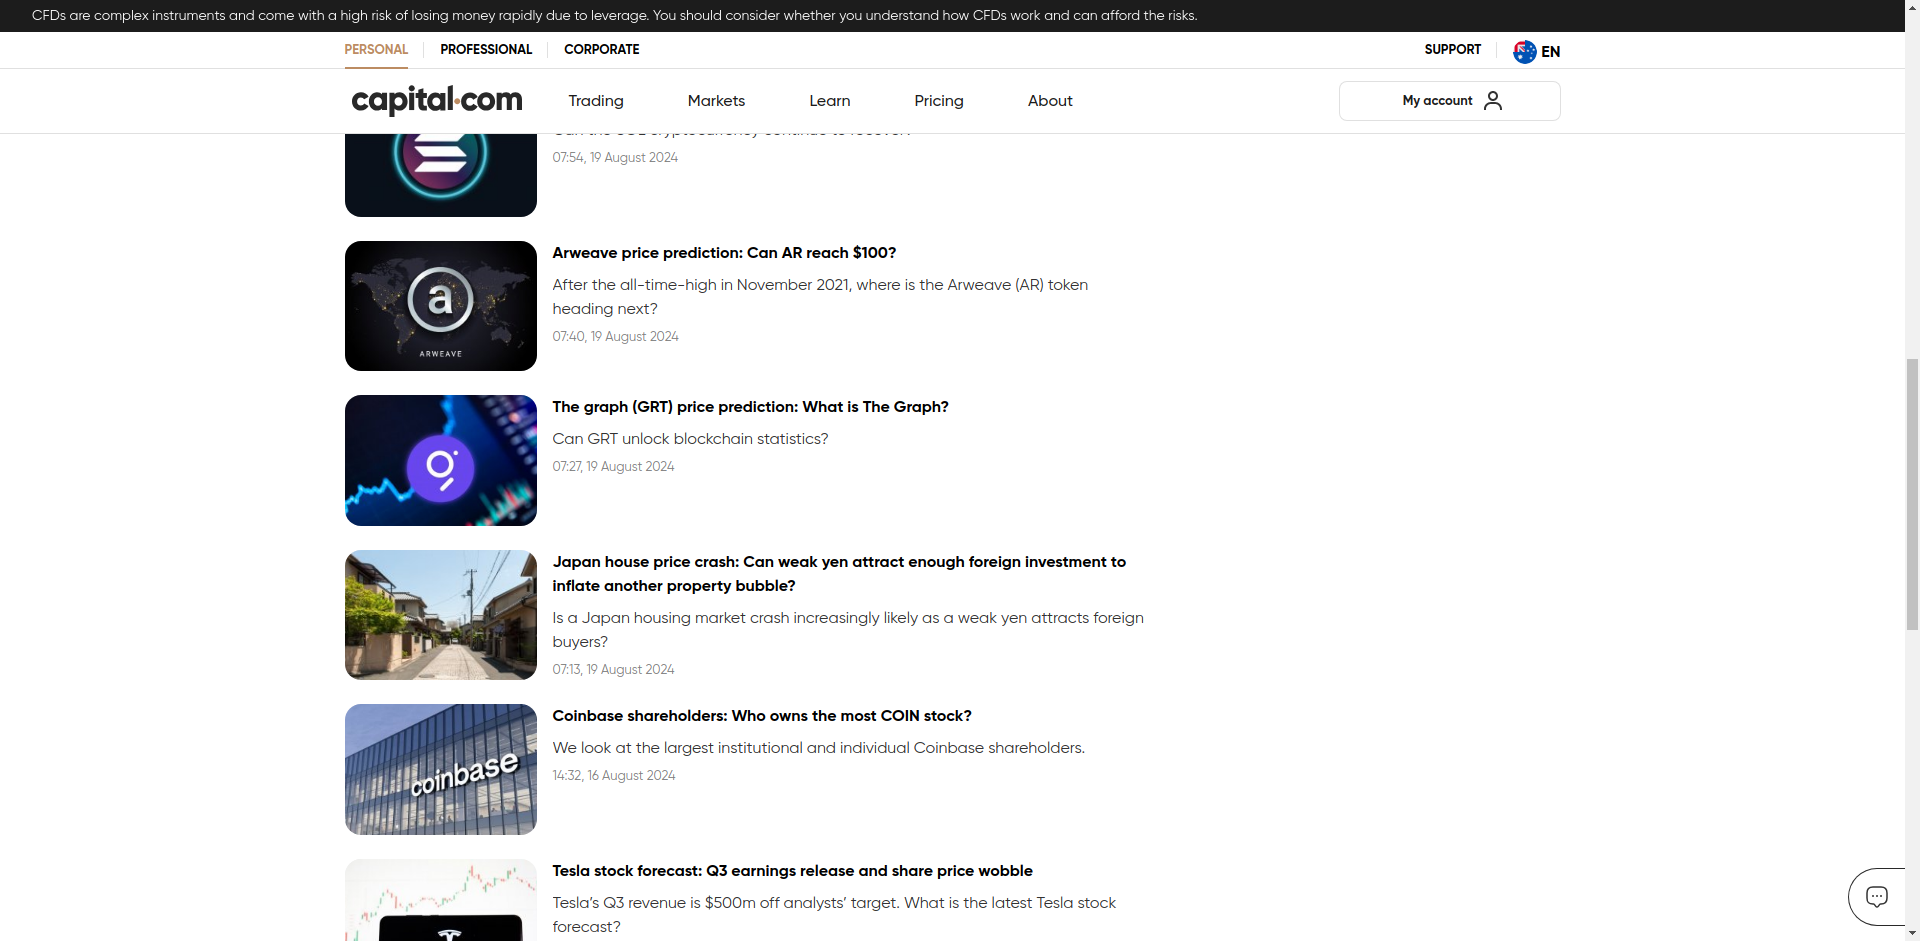 CFDs are complex instruments and come with a high risk of losing money rapidly due to leverage. You should consider whether you understand how CFDs work and can afford the risks.
PERSONAL
PROFESSIONAL
CORPORATE
SUPPORT
EN
capital.com
Trading
Markets
Learn
Pricing
About
My account
07:54, 19 August 2024
a
ARWEAVE
Arweave price prediction: Can AR reach $100?
After the all-time-high in November 2021, where is the Arweave (AR) token
heading next?
07:40, 19 August 2024
The graph (GRT) price prediction: What is The Graph?
Can GRT unlock blockchain statistics?
07:27, 19 August 2024
Japan house price crash: Can weak yen attract enough foreign investment to
inflate another property bubble?
Is a Japan housing market crash increasingly likely as a weak yen attracts foreign
buyers?
07:13, 19 August 2024
coinbase
Coinbase shareholders: Who owns the most COIN stock?
We look at the largest institutional and individual Coinbase shareholders.
14:32, 16 August 2024
Tesla stock forecast: Q3 earnings release and share price wobble
Tesla’s Q3 revenue is $500m off analysts’ target. What is the latest Tesla stock
forecast?